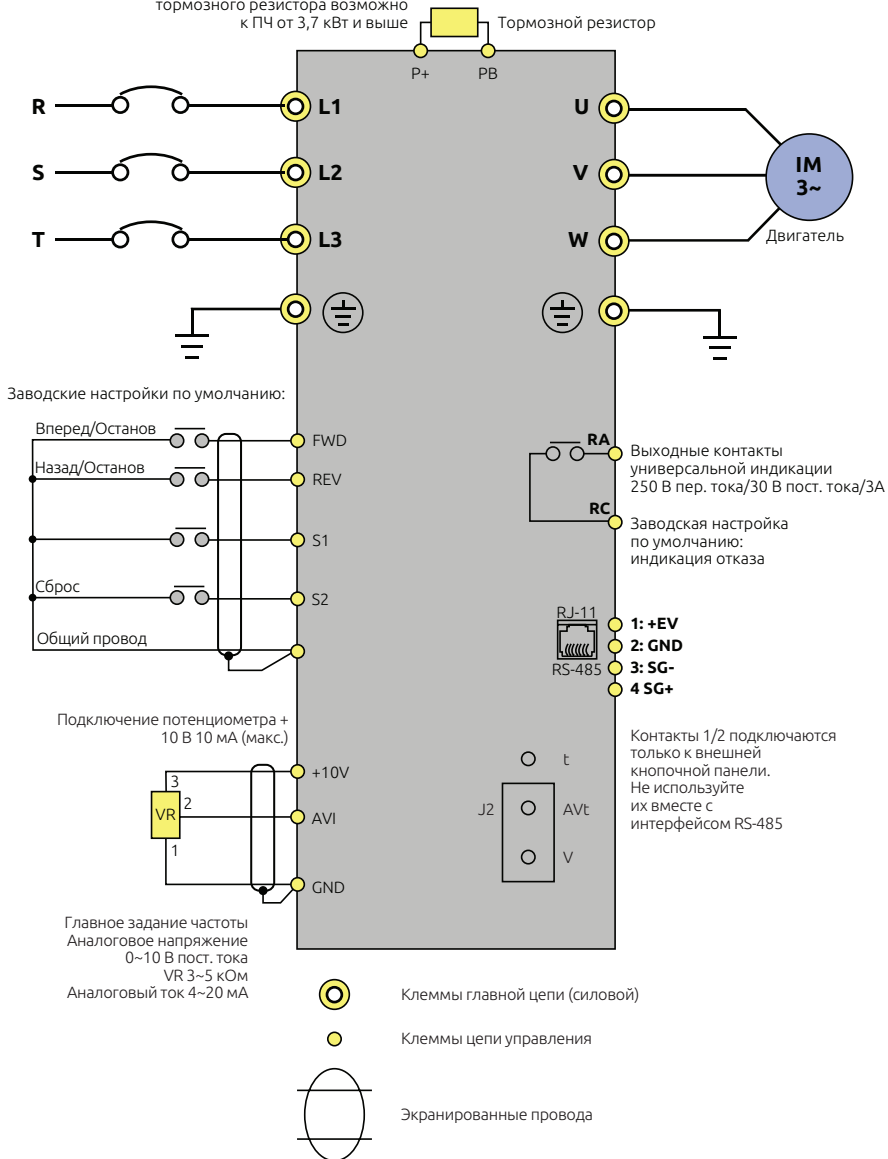 тормозного резистора возможно
к ПЧ от 3,7 кВт и выше
Тормозной резистор
P+
PB
R
L1
U
S
L2
V
IM
3~
T
L3
W
Двигатель
Заводские настройки по умолчанию:
Вперед/Останов
FWD
Назад/Останов
REV
S1
Сброс
S2
Общий провод
RA
Выходные контакты
универсальной индикации
250 В пер. тока/30 В пост. тока/3А
RC
Заводская настройка
по умолчанию:
индикация отказа
RJ-11
RS-485
1: +EV
2: GND
3: SG-
4 SG+
Подключение потенциометра +
10 В 10 мА (макс.)
+10V
3
VR
2
AVI
1
GND
Контакты 1/2 подключаются
только к внешней
кнопочной панели.
Не используйте
их вместе с
интерфейсом RS-485
t
J2
AVt
V
Главное задание частоты
Аналоговое напряжение
0~10 В пост. тока
VR 3~5 кОм
Аналоговый ток 4~20 мА
Клеммы главной цепи (силовой)
Клеммы цепи управления
Экранированные провода